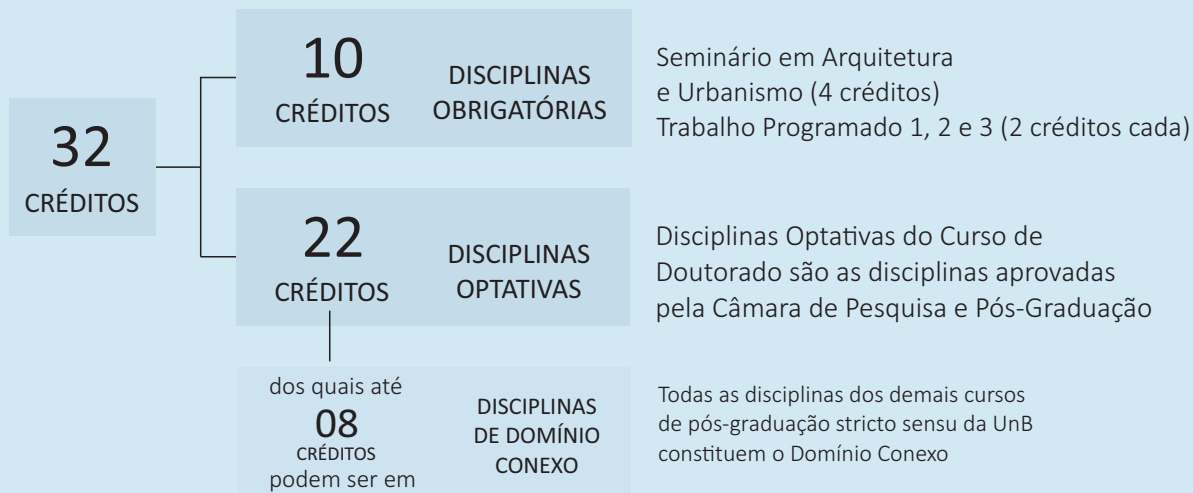 32
CRÉDITOS
10
CRÉDITOS
DISCIPLINAS
OBRIGATÓRIAS
Seminário em Arquitetura
e Urbanismo (4 créditos)
Trabalho Programado 1, 2 e 3 (2 créditos cada)
22
CRÉDITOS
DISCIPLINAS
OPTATIVAS
Disciplinas Optativas do Curso de
Doutorado são as disciplinas aprovadas
pela Câmara de Pesquisa e Pós-Graduação
dos quais até
08
CRÉDITOS
podem ser em
DISCIPLINAS
DE DOMÍNIO
CONEXO
Todas as disciplinas dos demais cursos
de pós-graduação stricto sensu da UnB
constituem o Domínio Conexo